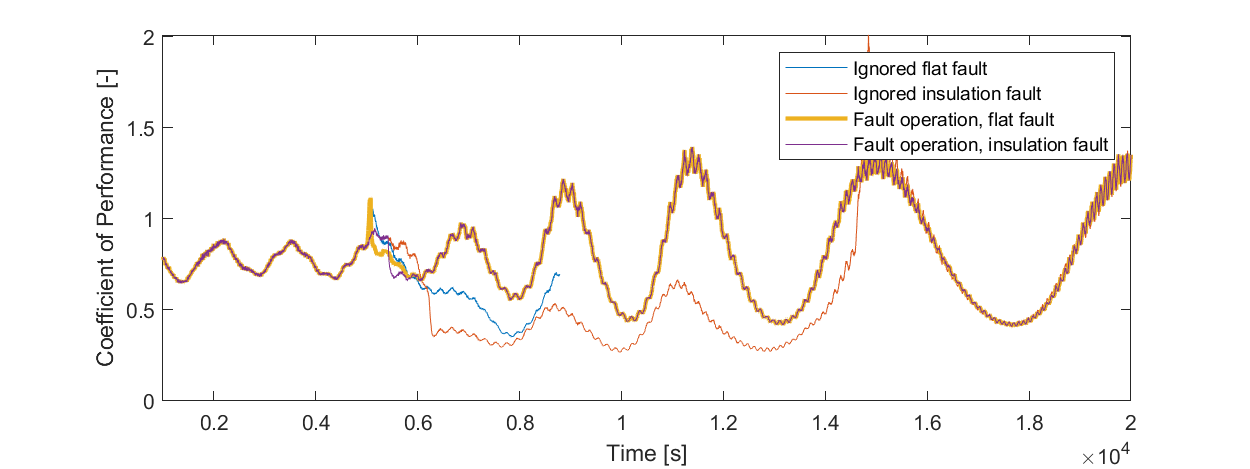 2
1.5
1
0.5
0
Coefficient of Performance [-]
Ignored flat fault
Ignored insulation fault
Fault operation, flat fault
Fault operation, insulation fault
0.2 0.4 0.6 0.8 1 1.2 1.4 1.6 1.8 2
Time [s]
×10⁴